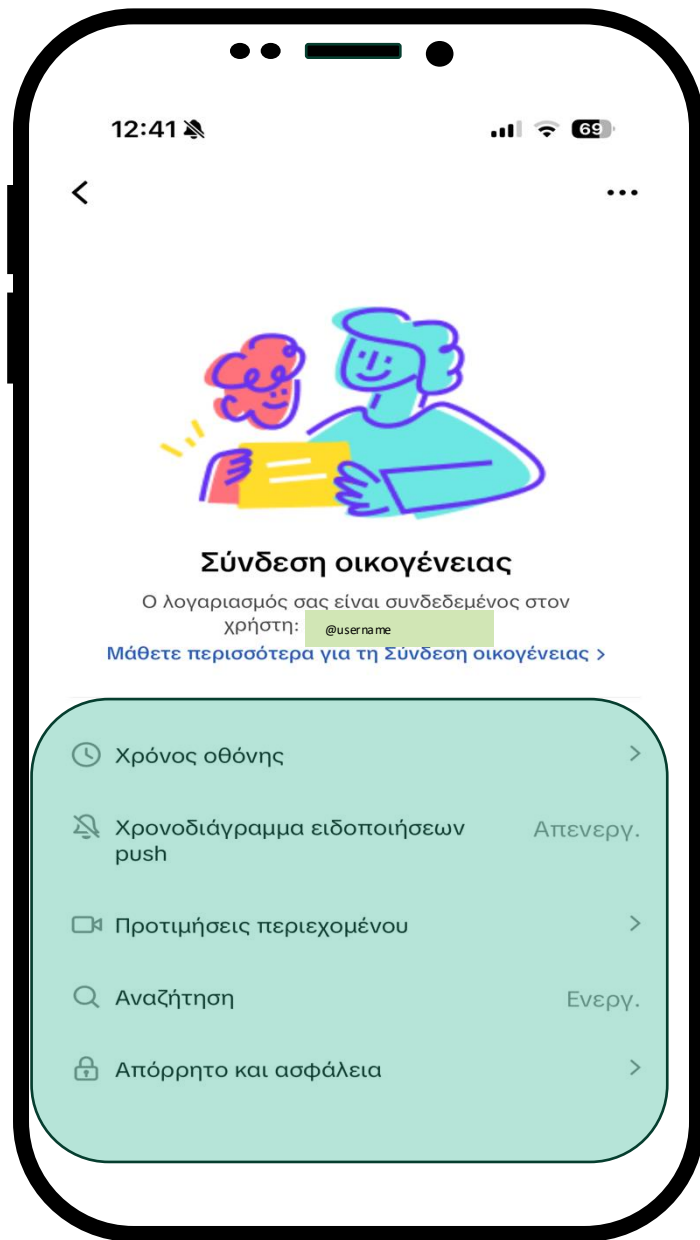 12:41
69
Σύνδεση οικογένειας
Ο λογαριασμός σας είναι συνδεδεμένος στον
χρήστη: @username
Μάθετε περισσότερα για τη Σύνδεση οικογένειας >
Χρόνος οθόνης
Χρονοδιάγραμμα ειδοποιήσεων Απενεργ.
push
Προτιμήσεις περιεχομένου
Αναζήτηση Ενεργ.
Απόρρητο και ασφάλεια